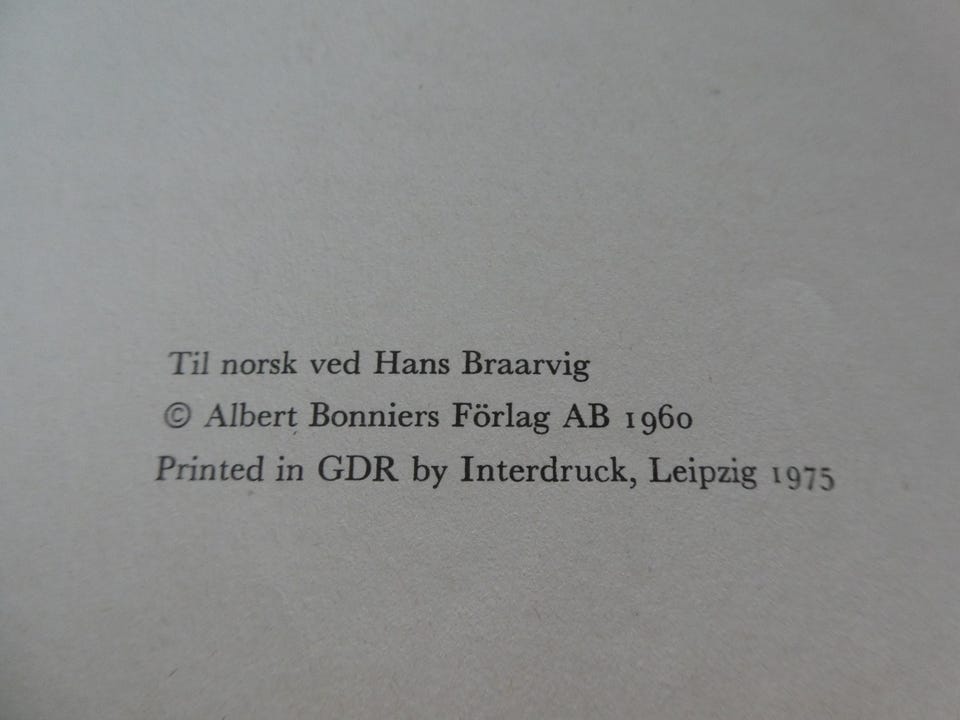 Til norsk ved Hans Braarvig
© Albert Bonniers Förlag AB 1960
Printed in GDR by Interdruck, Leipzig 1975